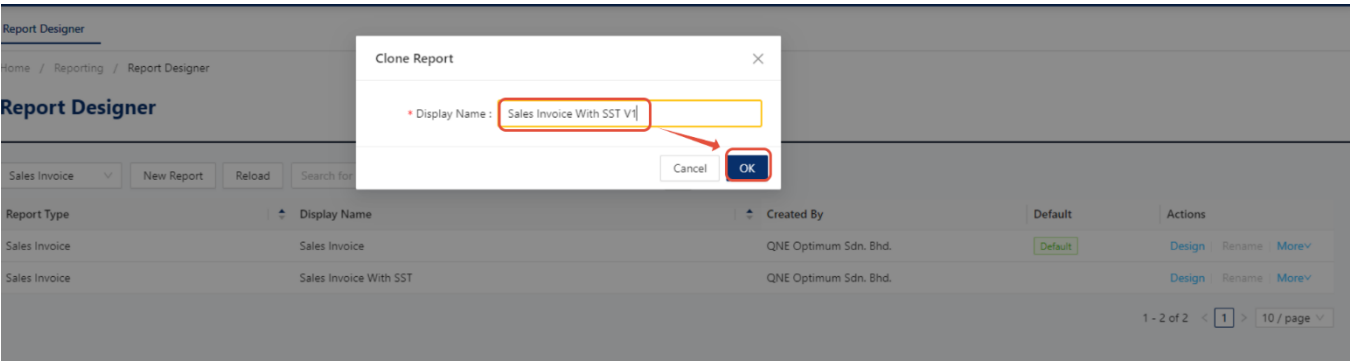 Report Designer
Home / Reporting / Report Designer
Report Designer
Clone Report
* Display Name : Sales Invoice With SST V1
Cancel OK
Sales Invoice New Report Reload Search for
Report Type Display Name Created By Default Actions
Sales Invoice Sales Invoice QNE Optimum Sdn. Bhd. Default Design Rename More
Sales Invoice Sales Invoice With SST QNE Optimum Sdn. Bhd. Design Rename More
1 - 2 of 2 < 1 > 10 / page